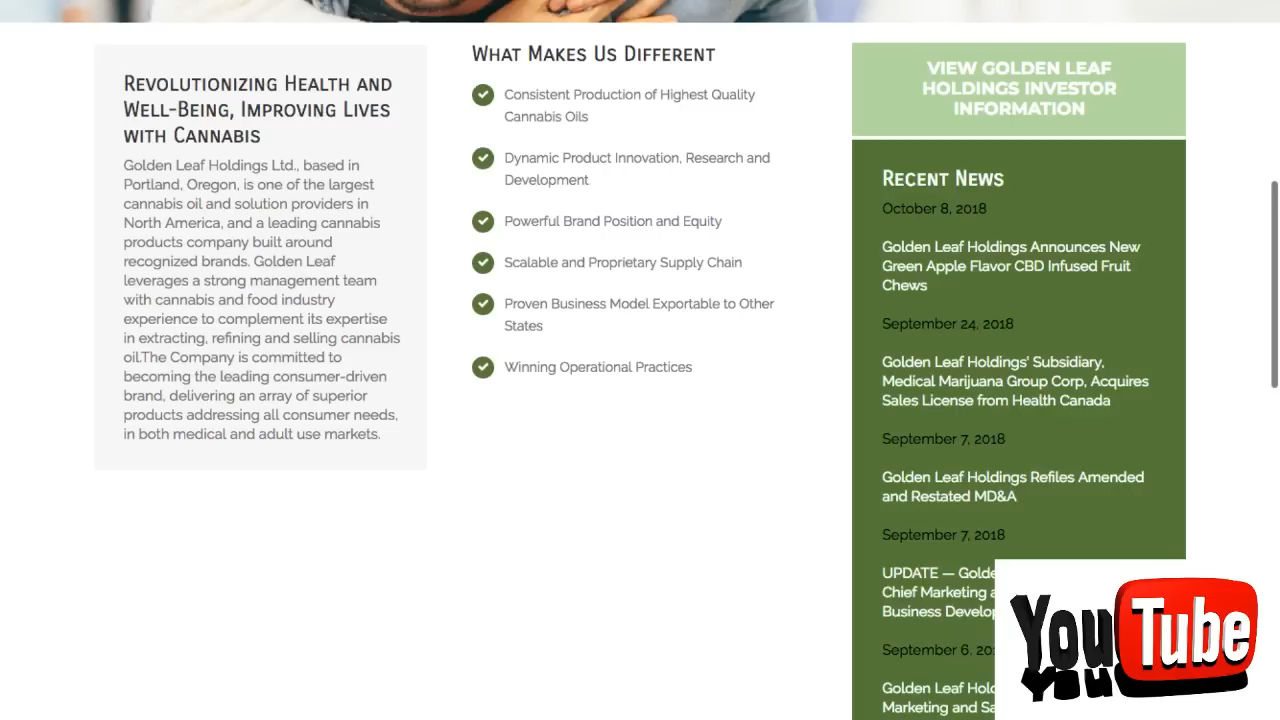 Revolutionizing Health and
Well-Being, Improving Lives
with Cannabis
Golden Leaf Holdings Ltd., based in
Portland, Oregon, is one of the largest
cannabis oil and solution providers in
North America, and a leading cannabis
products company built around
recognized brands. Golden Leaf
leverages a strong management team
with cannabis and food industry
experience to complement its expertise
in extracting, refining and selling cannabis
oil.The Company is committed to
becoming the leading consumer-driven
brand, delivering an array of superior
products addressing all consumer needs,
in both medical and adult use markets.
What Makes Us Different
Consistent Production of Highest Quality
Cannabis Oils
Dynamic Product Innovation, Research and
Development
Powerful Brand Position and Equity
Scalable and Proprietary Supply Chain
Proven Business Model Exportable to Other
States
Winning Operational Practices
VIEW GOLDEN LEAF
HOLDINGS INVESTOR
INFORMATION
Recent News
October 8, 2018
Golden Leaf Holdings Announces New
Green Apple Flavor CBD Infused Fruit
Chews
September 24, 2018
Golden Leaf Holdings' Subsidiary,
Medical Marijuana Group Corp, Acquires
Sales License from Health Canada
September 7, 2018
Golden Leaf Holdings Refiles Amended
and Restated MD&A
September 7, 2018
UPDATE — Golde
Chief Marketing
Business Develop
September 6, 20
Golden Leaf Hol
Marketing and Sa
YouTube